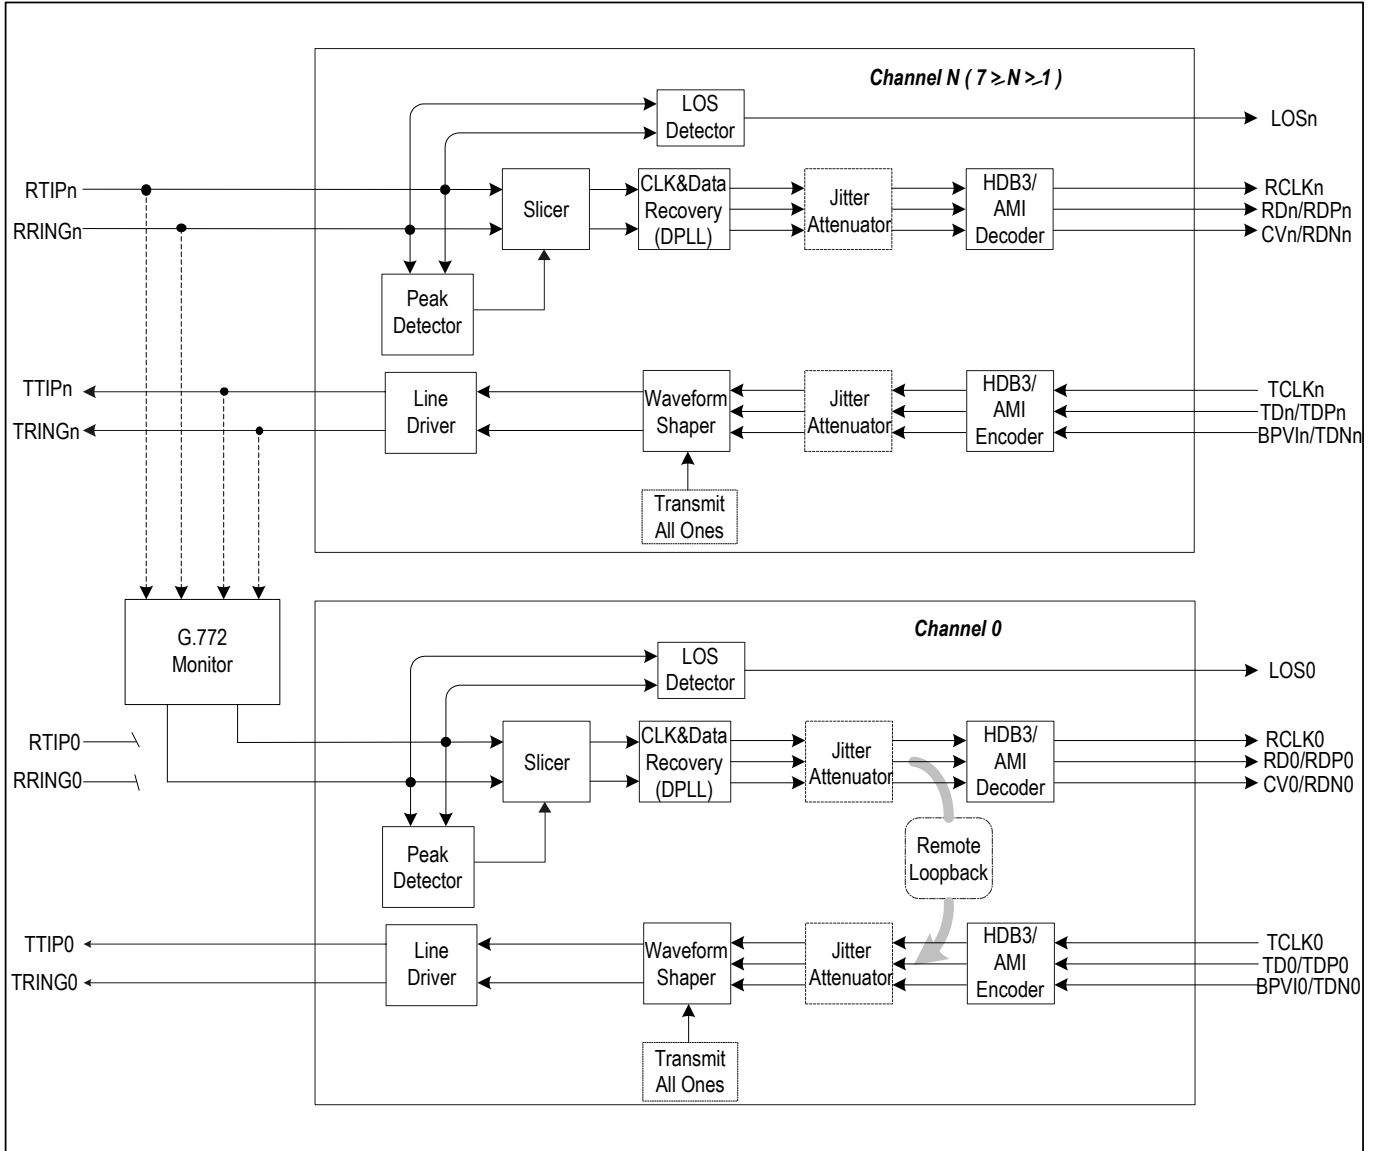 Channel N ( 7 > N > 1 )
LOS
Detector
LOSn
RTIPn
RRINGn
Slicer
CLK&Data
Recovery
(DPLL)
Jitter
Attenuator
HDB3/
AMI
Decoder
RCLKn
RDn/RDPn
CVn/RDNn
Peak
Detector
TTIPn
TRINGn
Line
Driver
Waveform
Shaper
Jitter
Attenuator
HDB3/
AMI
Encoder
TCLKn
TDn/TDPn
BPVIn/TDNn
Transmit
All Ones
G.772
Monitor
Channel 0
LOS
Detector
LOS0
RTIP0
RRING0
Slicer
CLK&Data
Recovery
(DPLL)
Jitter
Attenuator
HDB3/
AMI
Decoder
RCLK0
RD0/RDP0
CV0/RDN0
Peak
Detector
Remote
Loopback
TTIP0
TRING0
Line
Driver
Waveform
Shaper
Jitter
Attenuator
HDB3/
AMI
Encoder
TCLK0
TD0/TDP0
BPVI0/TDN0
Transmit
All Ones